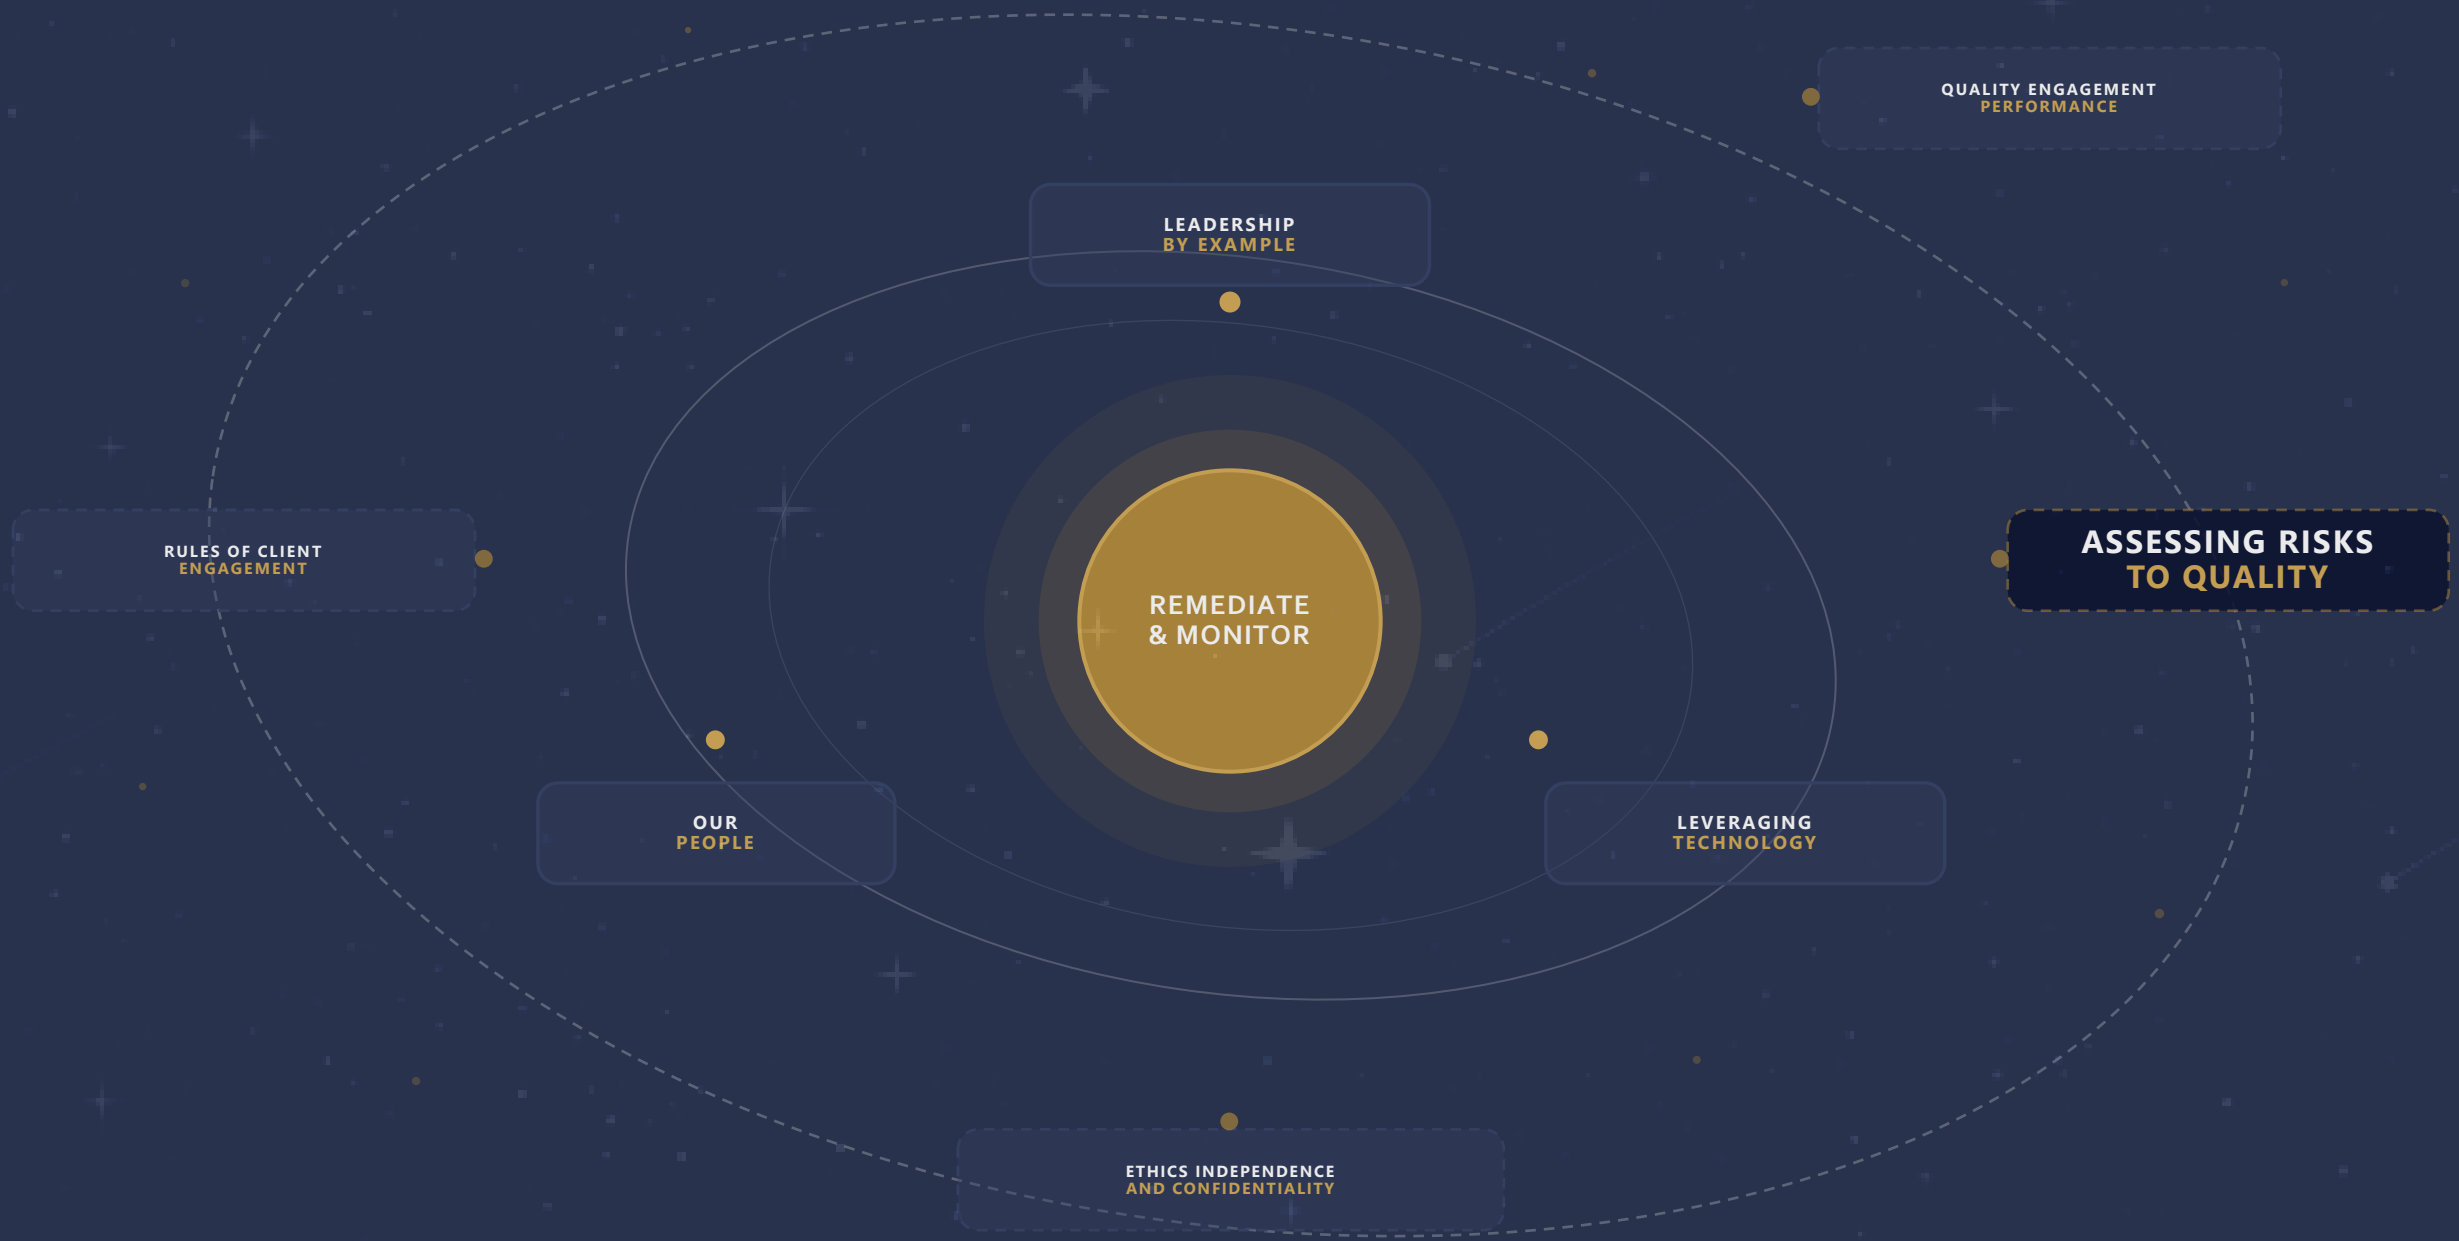 QUALITY ENGAGEMENT
PERFORMANCE
LEADERSHIP
BY EXAMPLE
RULES OF CLIENT
ENGAGEMENT
ASSESSING RISKS
TO QUALITY
REMEDIATE
& MONITOR
OUR
PEOPLE
LEVERAGING
TECHNOLOGY
ETHICS INDEPENDENCE
AND CONFIDENTIALITY